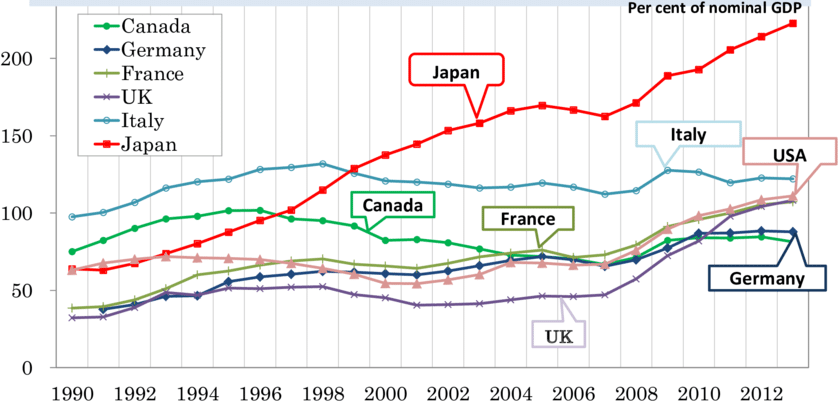 Per cent of nominal GDP
Canada
Germany
France
UK
Italy
Japan
Japan
Italy
USA
Canada
France
Germany
UK
200
150
100
50
0
1990 1992 1994 1996 1998 2000 2002 2004 2006 2008 2010 2012